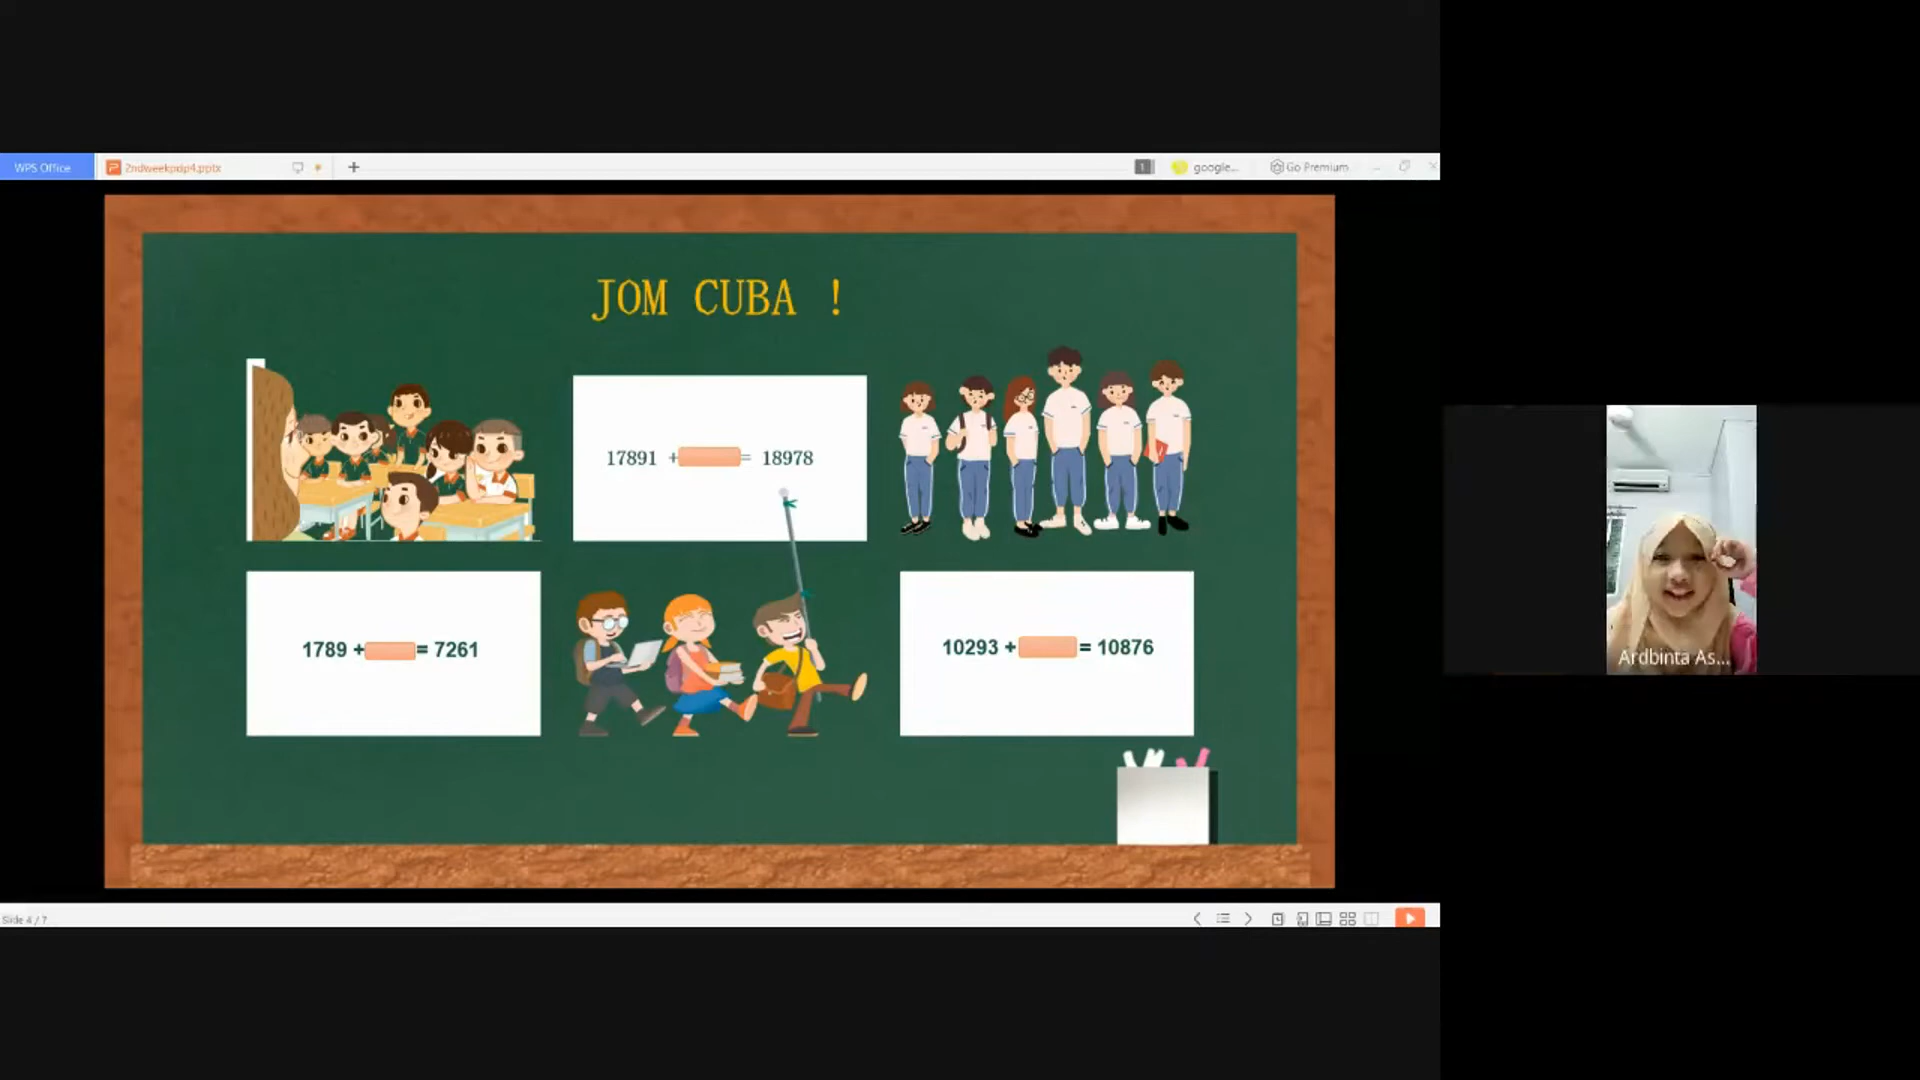 WPS Office
2ndweekpdp4.pptx
+
1
google...
Go Premium
JOM CUBA !
17891 + = 18978
1789 + = 7261
10293 + = 10876
Ardbinta As...
Slide 4 / 7